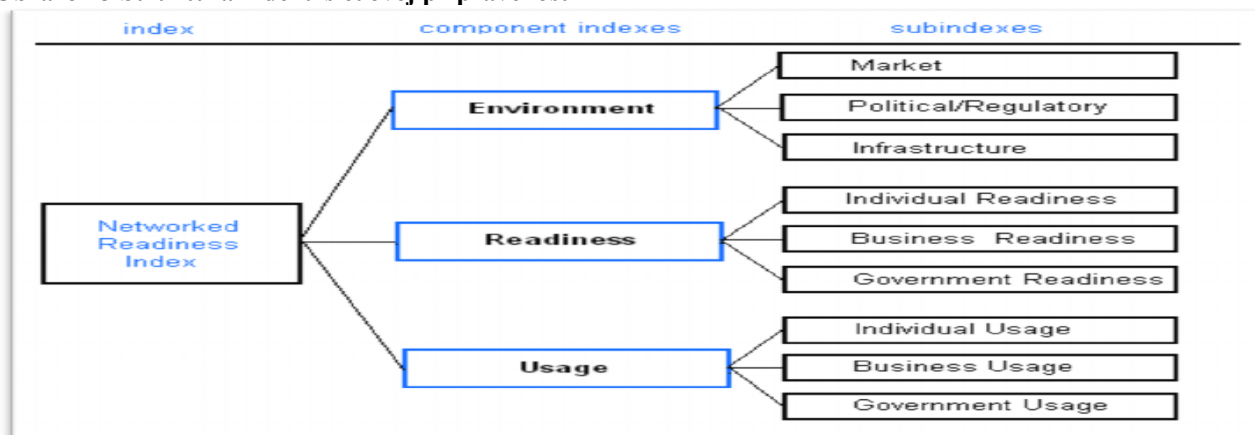 index component indexes subindexes
Market
Environment
Political/Regulatory
Infrastructure
Networked
Readiness
Index
Individual Readiness
Readiness
Business Readiness
Government Readiness
Individual Usage
Usage
Business Usage
Government Usage